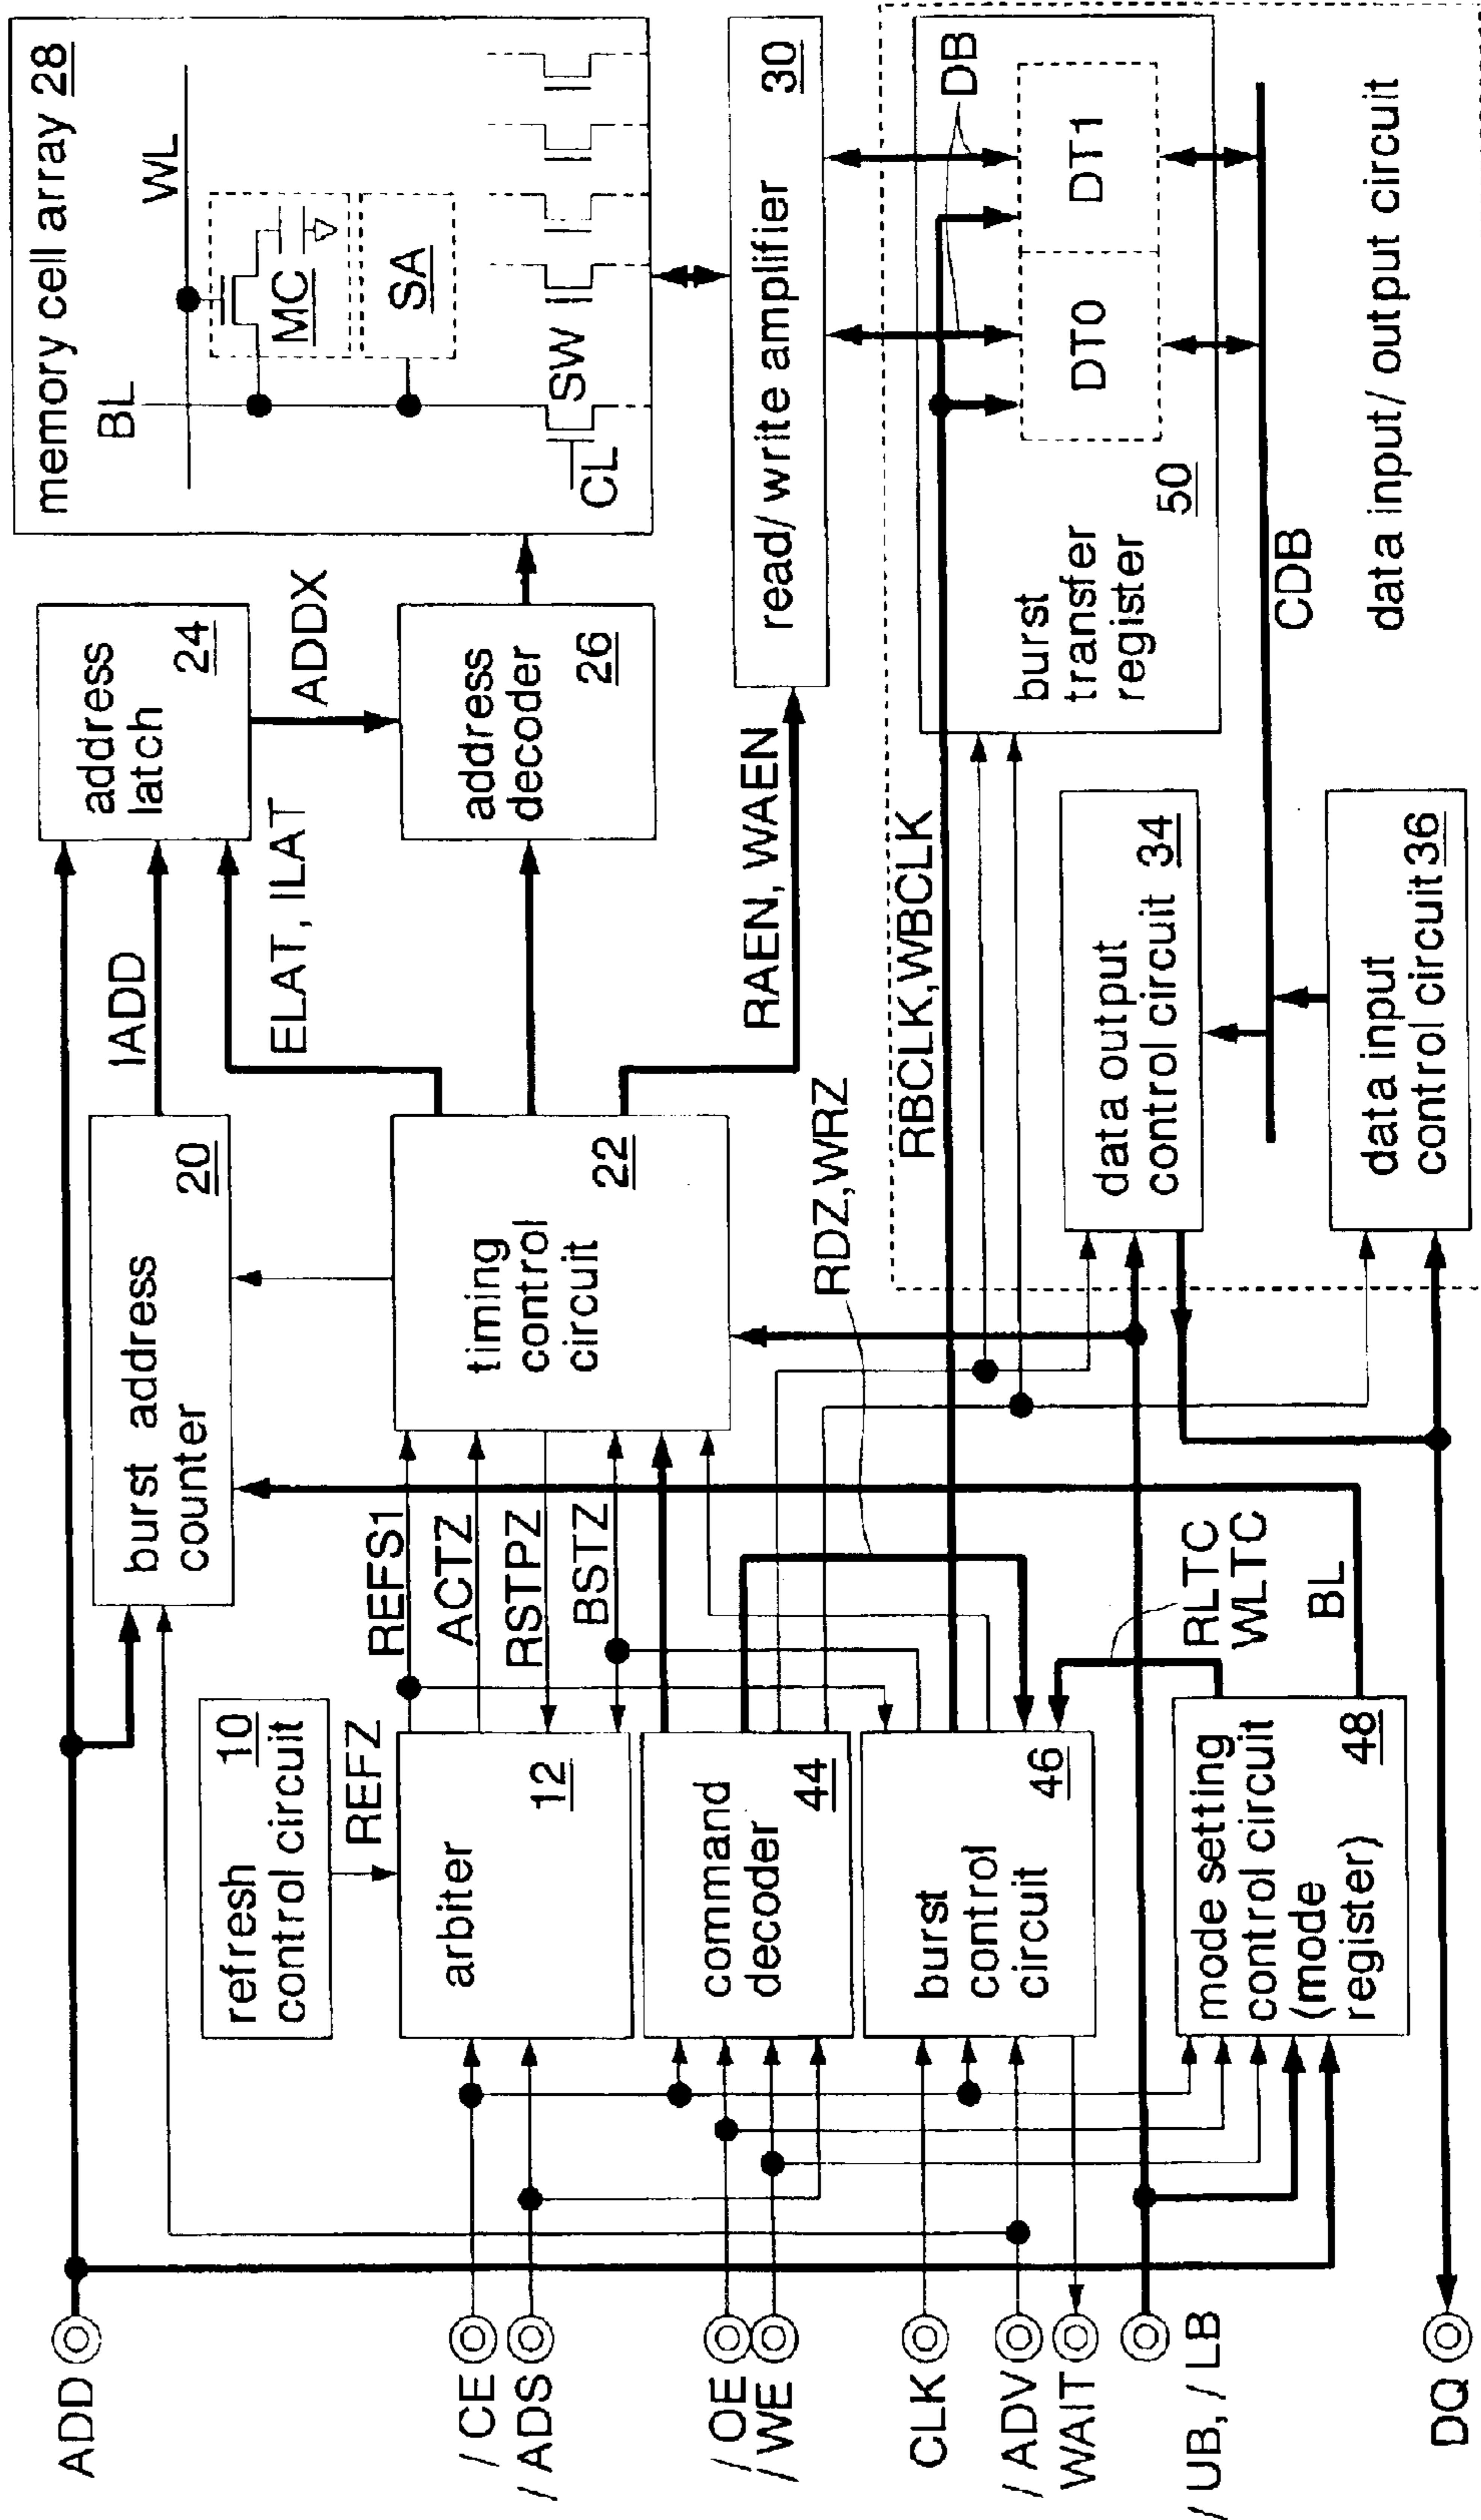 ADD
/ CE
/ ADS
/ OE
/ WE
CLK
/ ADV
WAIT
/ UB, / LB
DQ
refresh 10
control circuit
REFZ
arbiter
12
command
decoder
44
burst
control
circuit
46
mode setting
control circuit
(mode
register) 48
burst address
counter
20
REFS1
ACTZ
RSTPZ
BSTZ
RLTC
WLTC
BL
timing
control
circuit
22
RDZ,WRZ
IADD
ELAT, ILAT
RAEN, WAEN
RBCLK,WBCLK
address
latch
24
ADDX
address
decoder
26
memory cell array 28
BL
WL
MC
SA
SW
CL
read/ write amplifier 30
DB
burst
transfer
register
50
DT0
DT1
data output
control circuit 34
data input
control circuit 36
CDB
data input/ output circuit